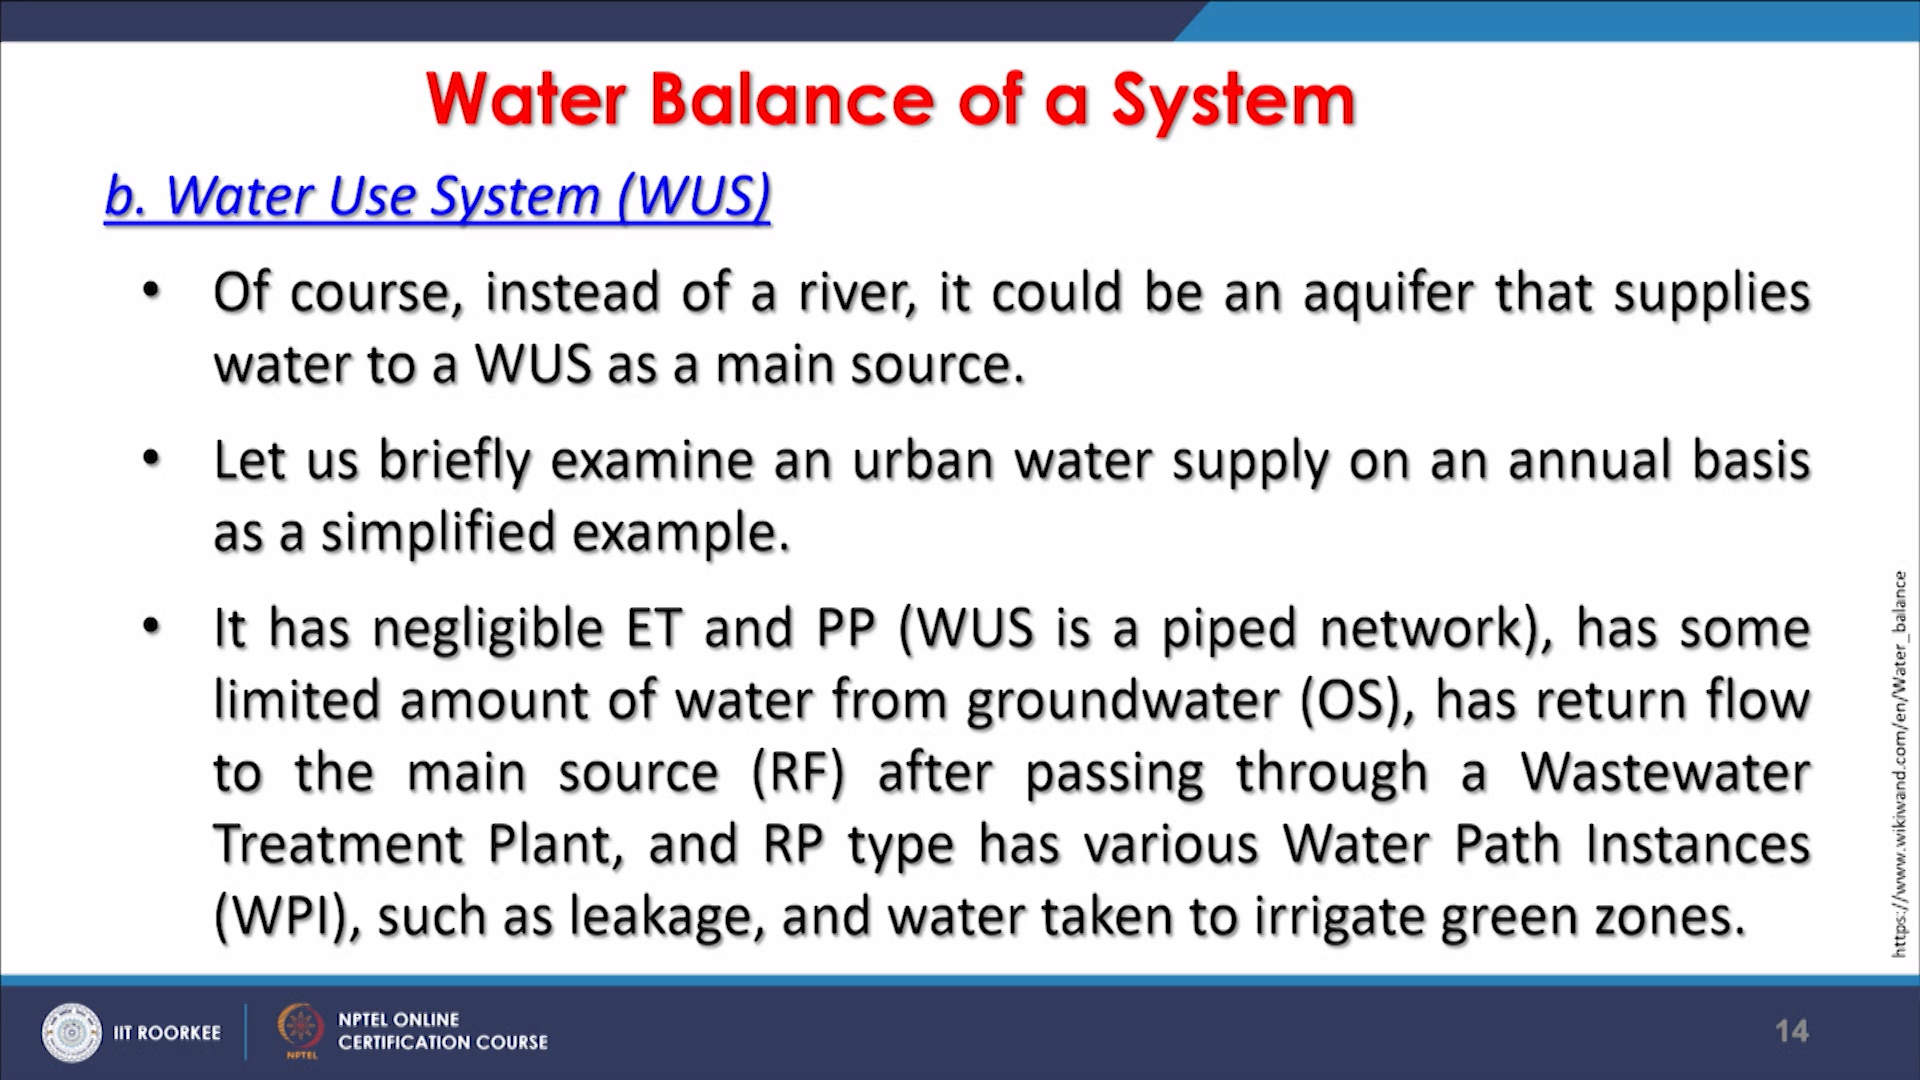 Water Balance of a System
b. Water Use System (WUS)
• Of course, instead of a river, it could be an aquifer that supplies
water to a WUS as a main source.
• Let us briefly examine an urban water supply on an annual basis
as a simplified example.
• It has negligible ET and PP (WUS is a piped network), has some
limited amount of water from groundwater (OS), has return flow
to the main source (RF) after passing through a Wastewater
Treatment Plant, and RP type has various Water Path Instances
(WPI), such as leakage, and water taken to irrigate green zones.
https://www.wikiwand.com/en/Water_balance
IIT ROORKEE
NPTEL
NPTEL ONLINE
CERTIFICATION COURSE
14